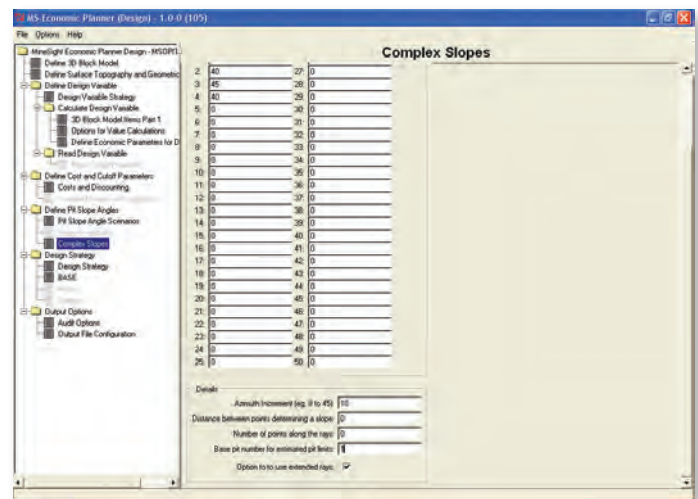 MS-Economic Planner (Design) - 1.0-0 (105)
File Options Help
MineSight Economic Planner Design - MSOPI1.
Define 3D Block Model
Define Surface Topography and Geometric
Define Design Variable
Design Variable Strategy
Calculate Design Variable
3D Block Model Items Part 1
Options for Value Calculations
Define Economic Parameters for D
Read Design Variable
Define Cost and Cutoff Parameters
Costs and Discounting
Define Pit Slope Angles
Pit Slope Angle Scenarios
Complex Slopes
Design Strategy
Design Strategy
BASE
Output Options
Audit Options
Output File Configuration
Complex Slopes
2: 40 27: 0
3: 45 28: 0
4: 40 29: 0
5: 0 30: 0
6: 0 31: 0
7: 0 32: 0
8: 0 33: 0
9: 0 34: 0
10: 0 35: 0
11: 0 36: 0
12: 0 37: 0
13: 0 38: 0
14: 0 39: 0
15: 0 40: 0
16: 0 41: 0
17: 0 42: 0
18: 0 43: 0
19: 0 44: 0
20: 0 45: 0
21: 0 46: 0
22: 0 47: 0
23: 0 48: 0
24: 0 49: 0
25: 0 50: 0
Details
Azimuth Increment (eg. 8 to 45): 10
Distance between points determining a slope: 0
Number of points along the rays: 0
Base pit number for estimated pit limits:
Option to to use extended rays: